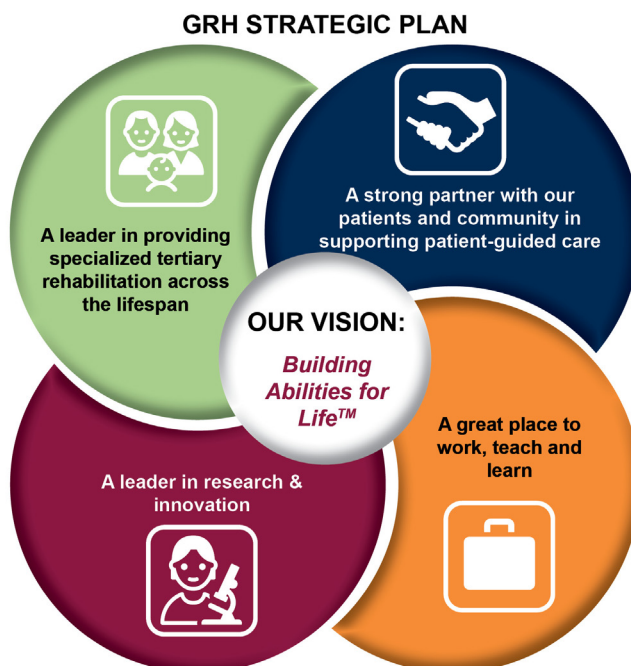 GRH STRATEGIC PLAN
A leader in providing
specialized tertiary
rehabilitation across
the lifespan
A strong partner with our
patients and community in
supporting patient-guided care
OUR VISION:
Building
Abilities for
Life™
A leader in research &
innovation
A great place to
work, teach and
learn